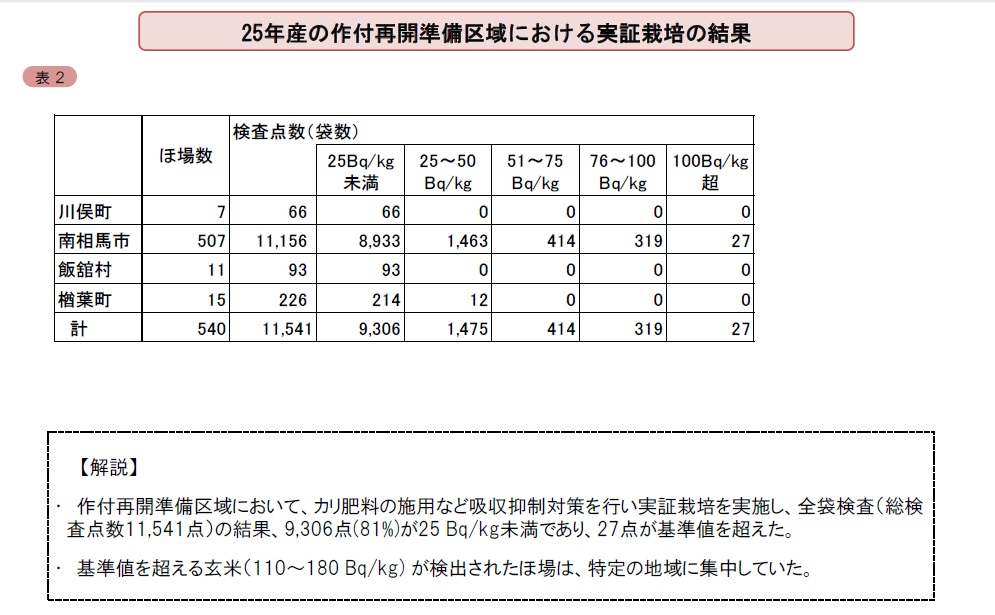 25年産の作付再開準備区域における実証栽培の結果
表２
ほ場数 検査点数（袋数）
25Bq/kg 25～50 51～75 76～100 100Bq/kg
未満 Bq/kg Bq/kg Bq/kg 超
川俣町 7 66 66 0 0 0 0
南相馬市 507 11,156 8,933 1,463 414 319 27
飯舘村 11 93 93 0 0 0 0
楢葉町 15 226 214 12 0 0 0
計 540 11,541 9,306 1,475 414 319 27
【解説】
・ 作付再開準備区域において、カリ肥料の施用など吸収抑制対策を行い実証栽培を実施し、全袋検査（総検
査点数11,541点）の結果、9,306点(81%)が25 Bq/kg未満であり、27点が基準値を超えた。
・ 基準値を超える玄米（110～180 Bq/kg）が検出されたほ場は、特定の地域に集中していた。